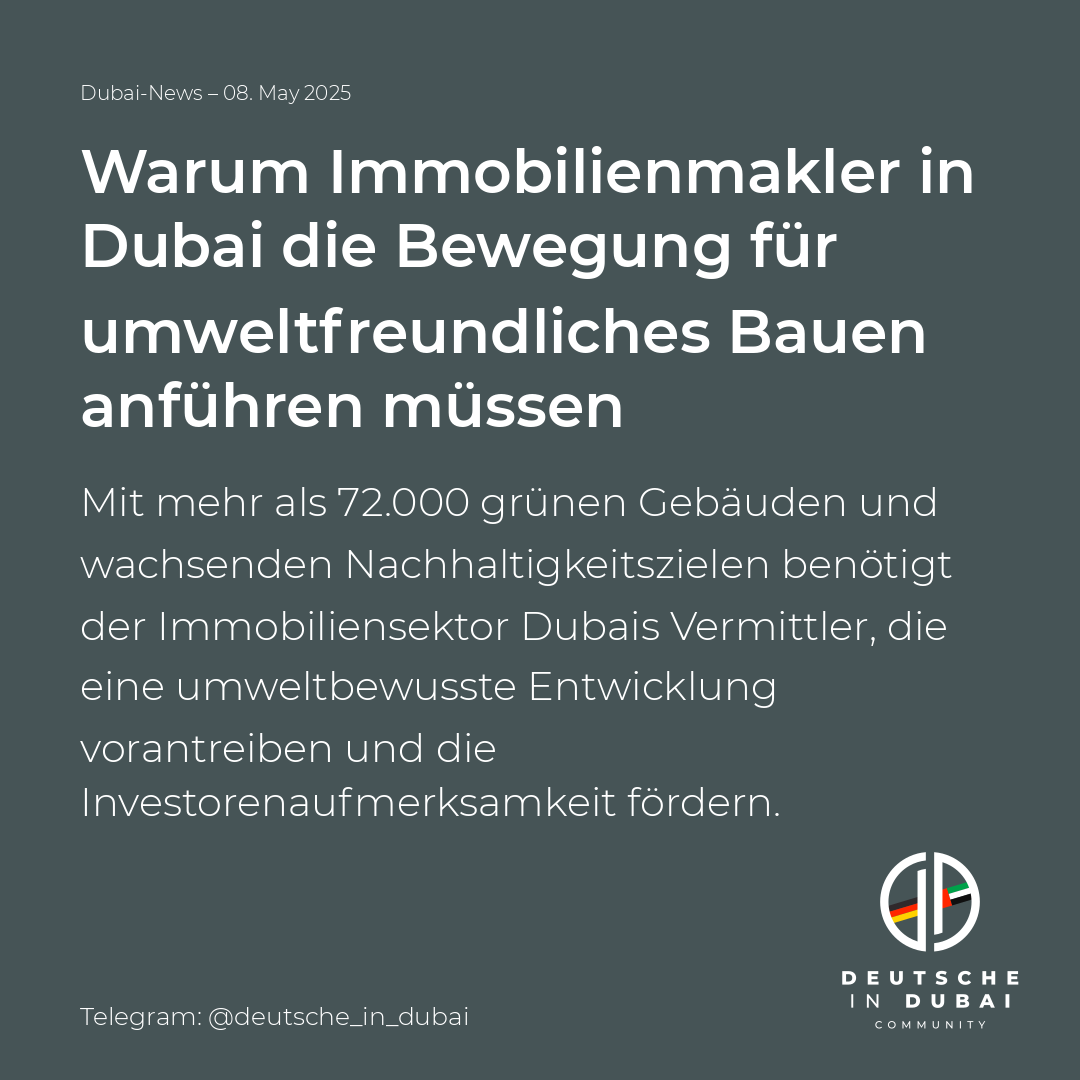 Dubai-News – 08. May 2025
Warum Immobilienmakler in
Dubai die Bewegung für
umweltfreundliches Bauen
anführen müssen
Mit mehr als 72.000 grünen Gebäuden und
wachsenden Nachhaltigkeitszielen benötigt
der Immobiliensektor Dubais Vermittler, die
eine umweltbewusste Entwicklung
vorantreiben und die
Investorenaufmerksamkeit fördern.
DEUTSCHE
IN DUBAI
COMMUNITY
Telegram: @deutsche_in_dubai